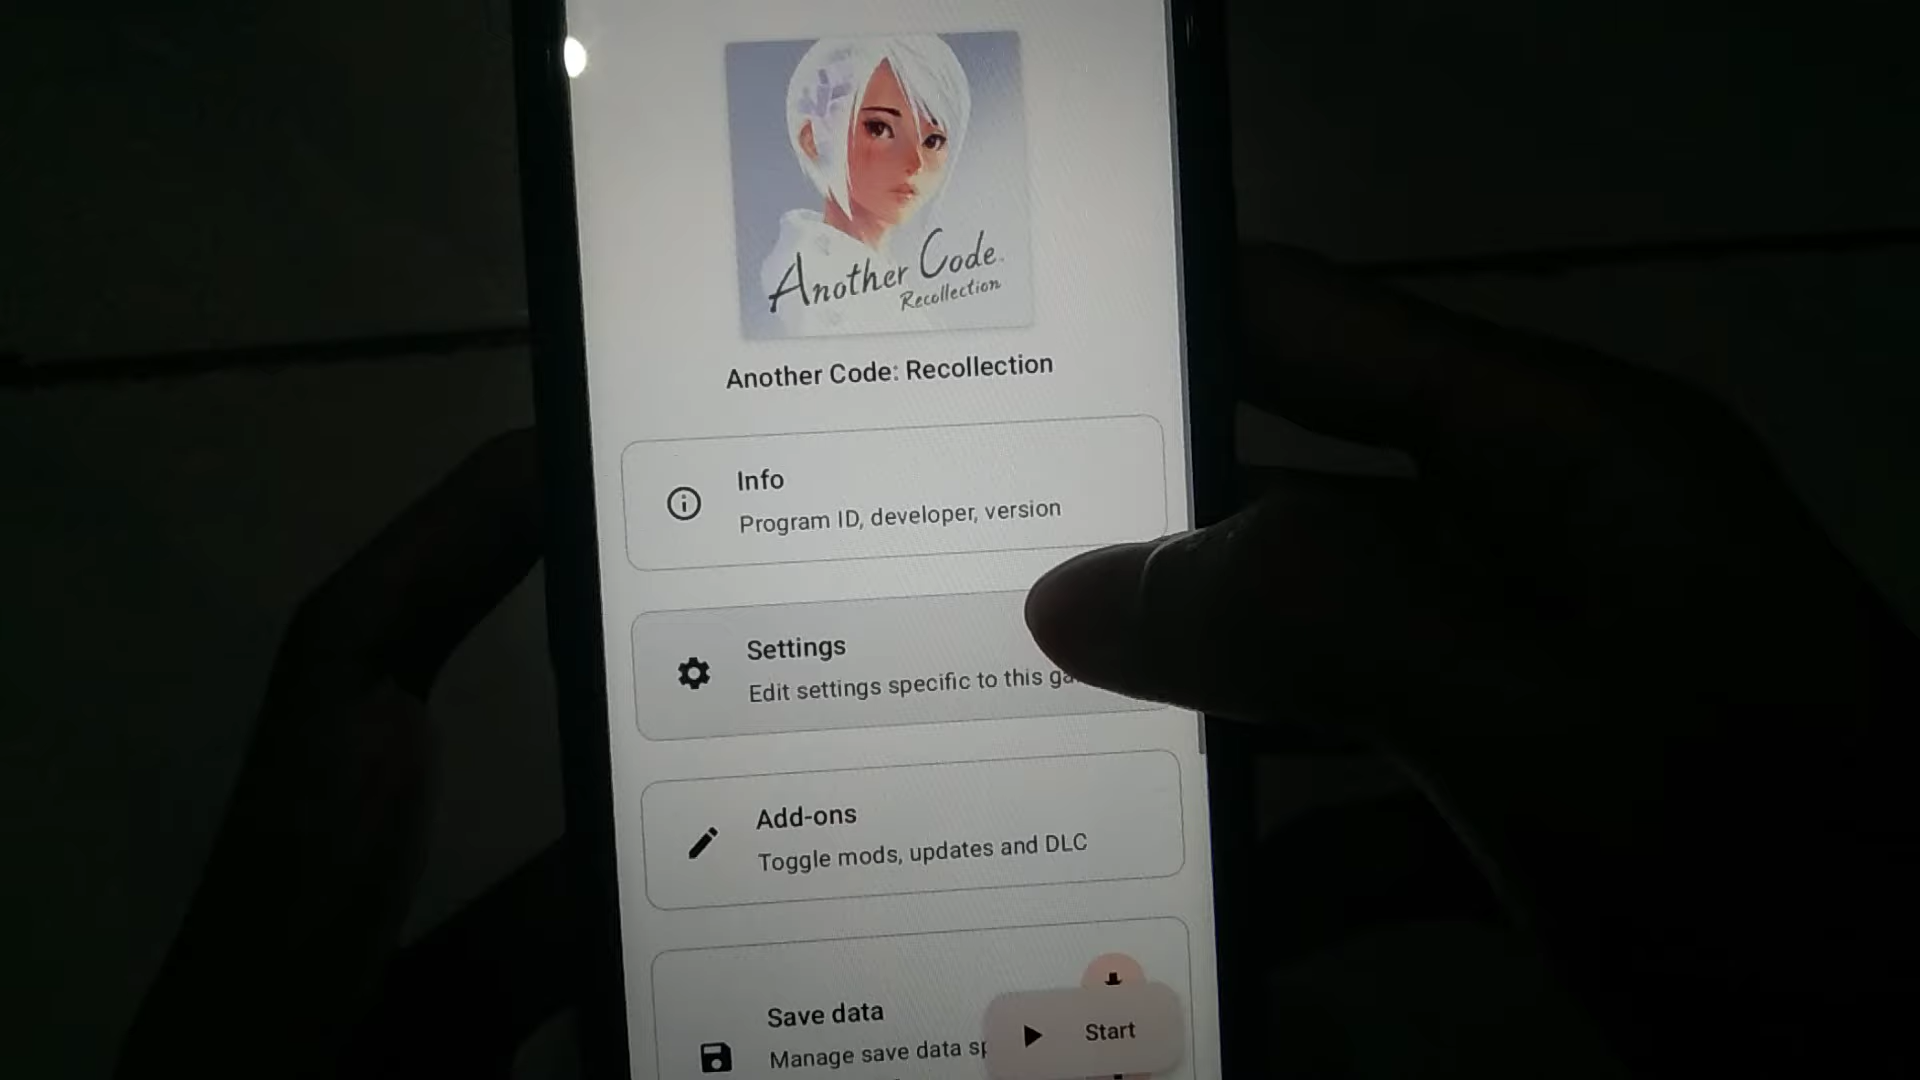 Another Code
Recollection
Another Code: Recollection
Info
Program ID, developer, version
Settings
Edit settings specific to this
Add-ons
Toggle mods, updates and DLC
Save data
Manage save data
Start